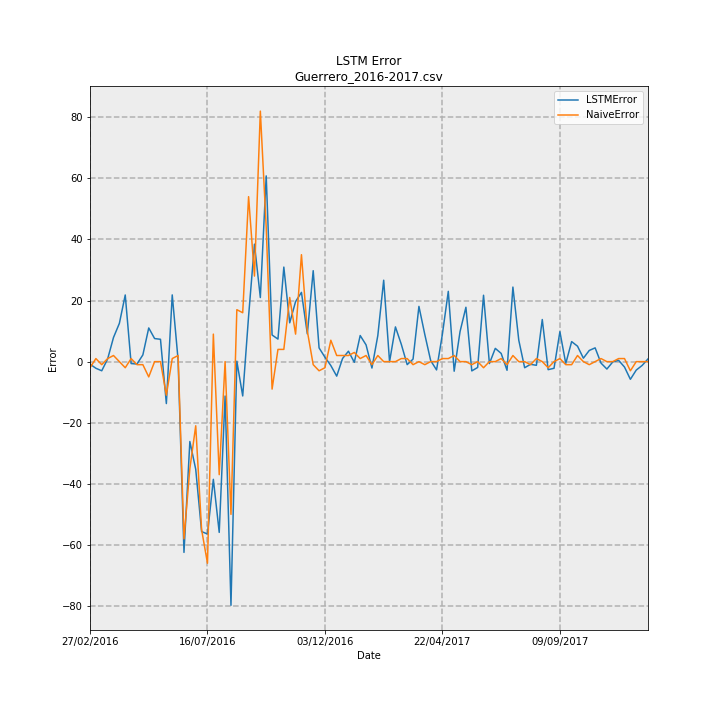 LSTM Error
Guerrero_2016-2017.csv
LSTMError
NaiveError
80
60
40
20
0
−20
−40
−60
−80
Error
27/02/2016
16/07/2016
03/12/2016
22/04/2017
09/09/2017
Date